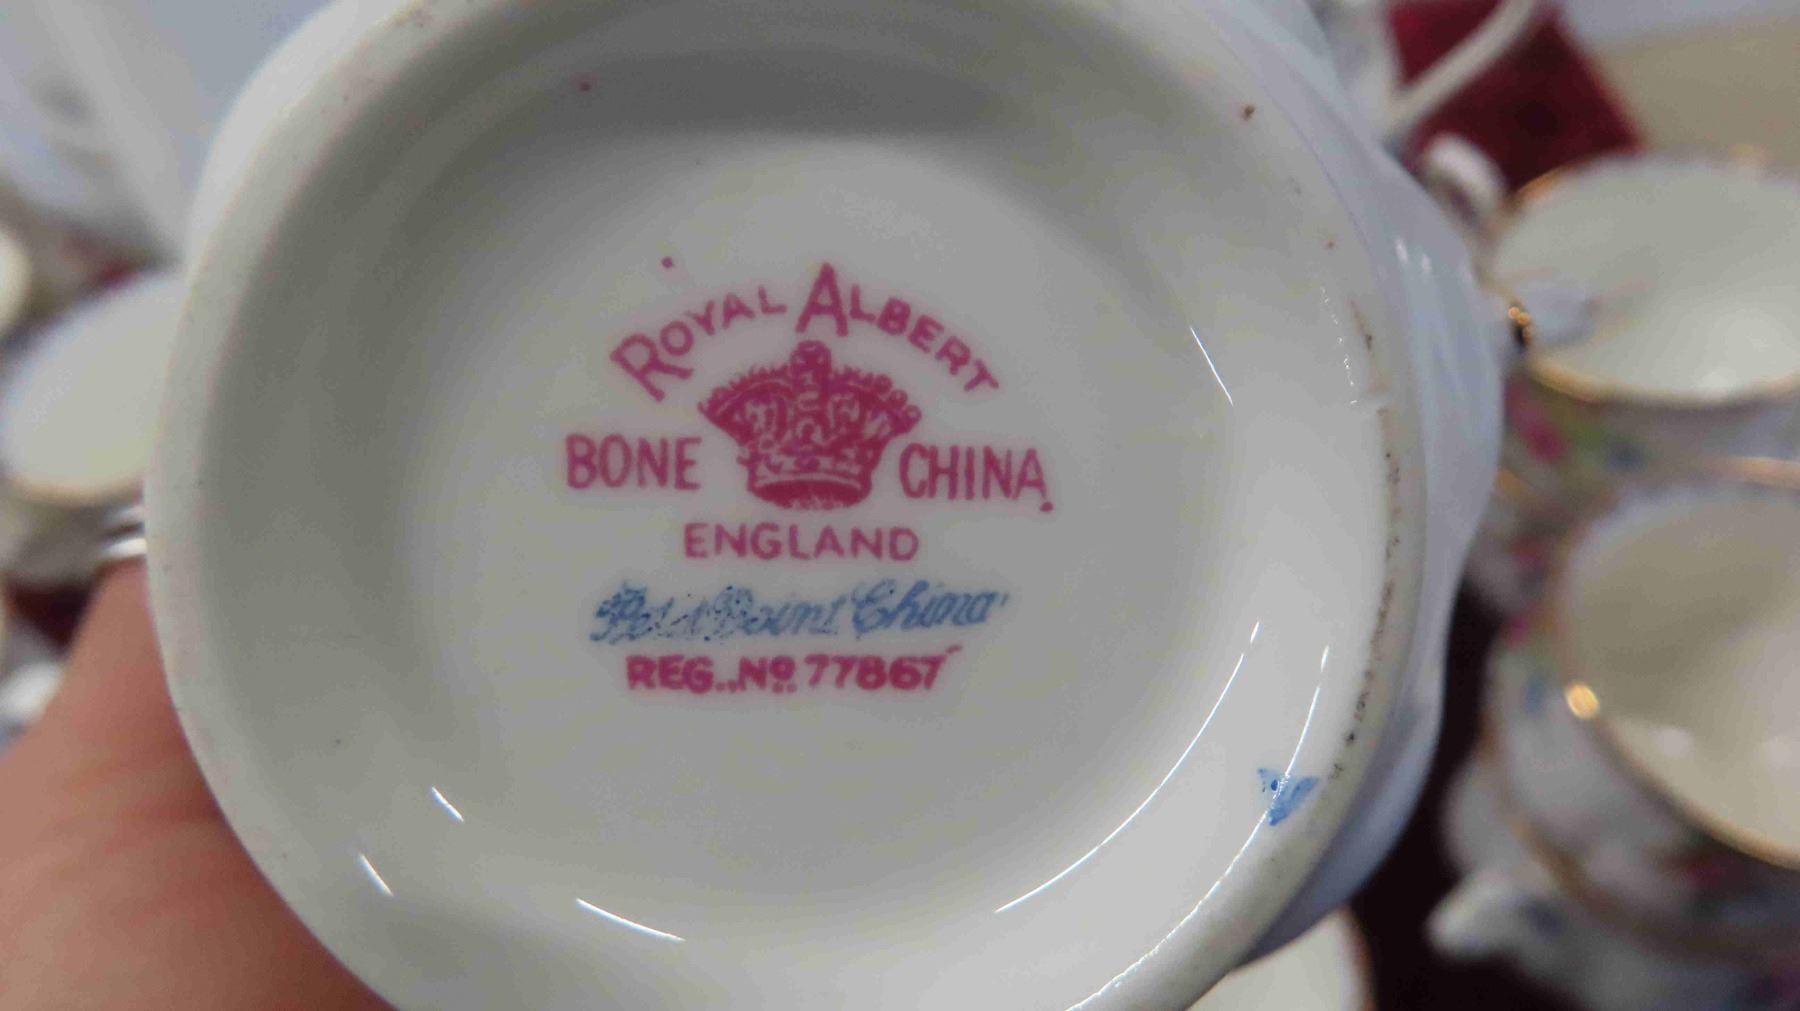 ROYAL ALBERT
BONE CHINA
ENGLAND
Petit Point China
REG. No 77867